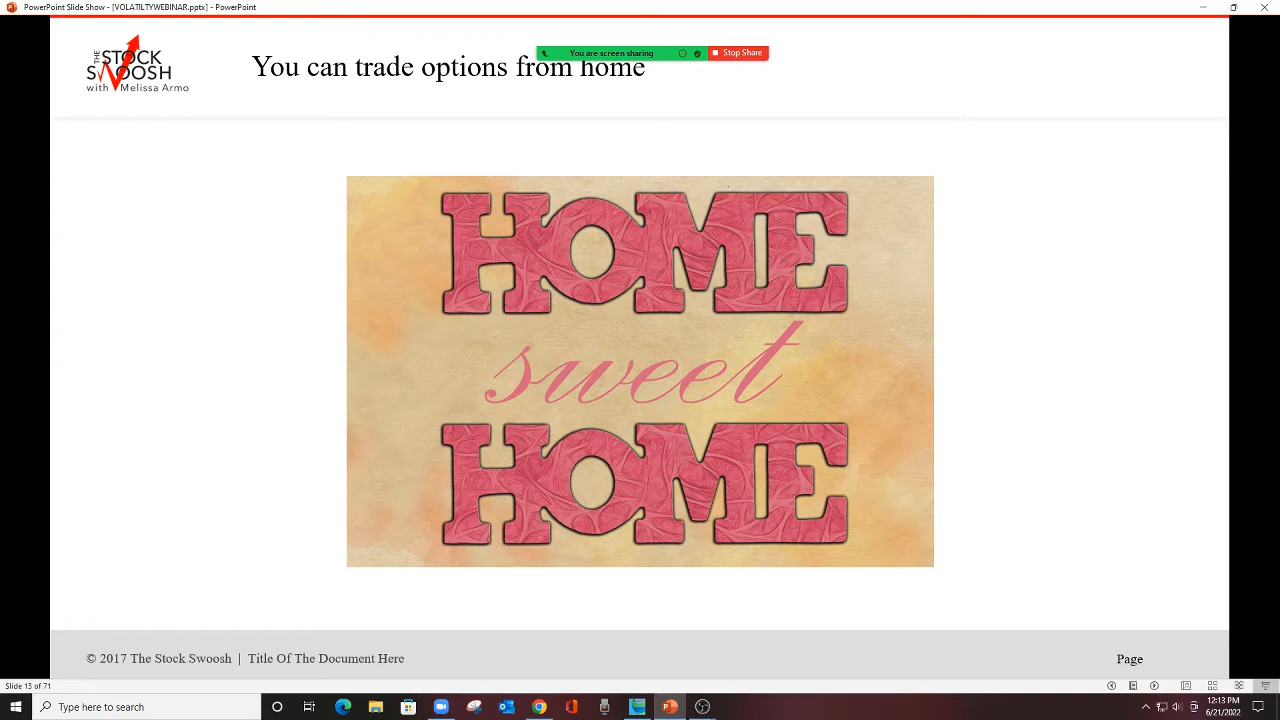 PowerPoint Slide Show - [VOLATILTYWEBINAR.pptx] - PowerPoint
You are screen sharing
Stop Share
THE
STOCK
SWOOSH
with Melissa Armo
You can trade options from home
HOME
sweet
HOME
© 2017 The Stock Swoosh | Title Of The Document Here
Page
Slide 13 of 71
Type here to search
12:13 PM
6/21/2022